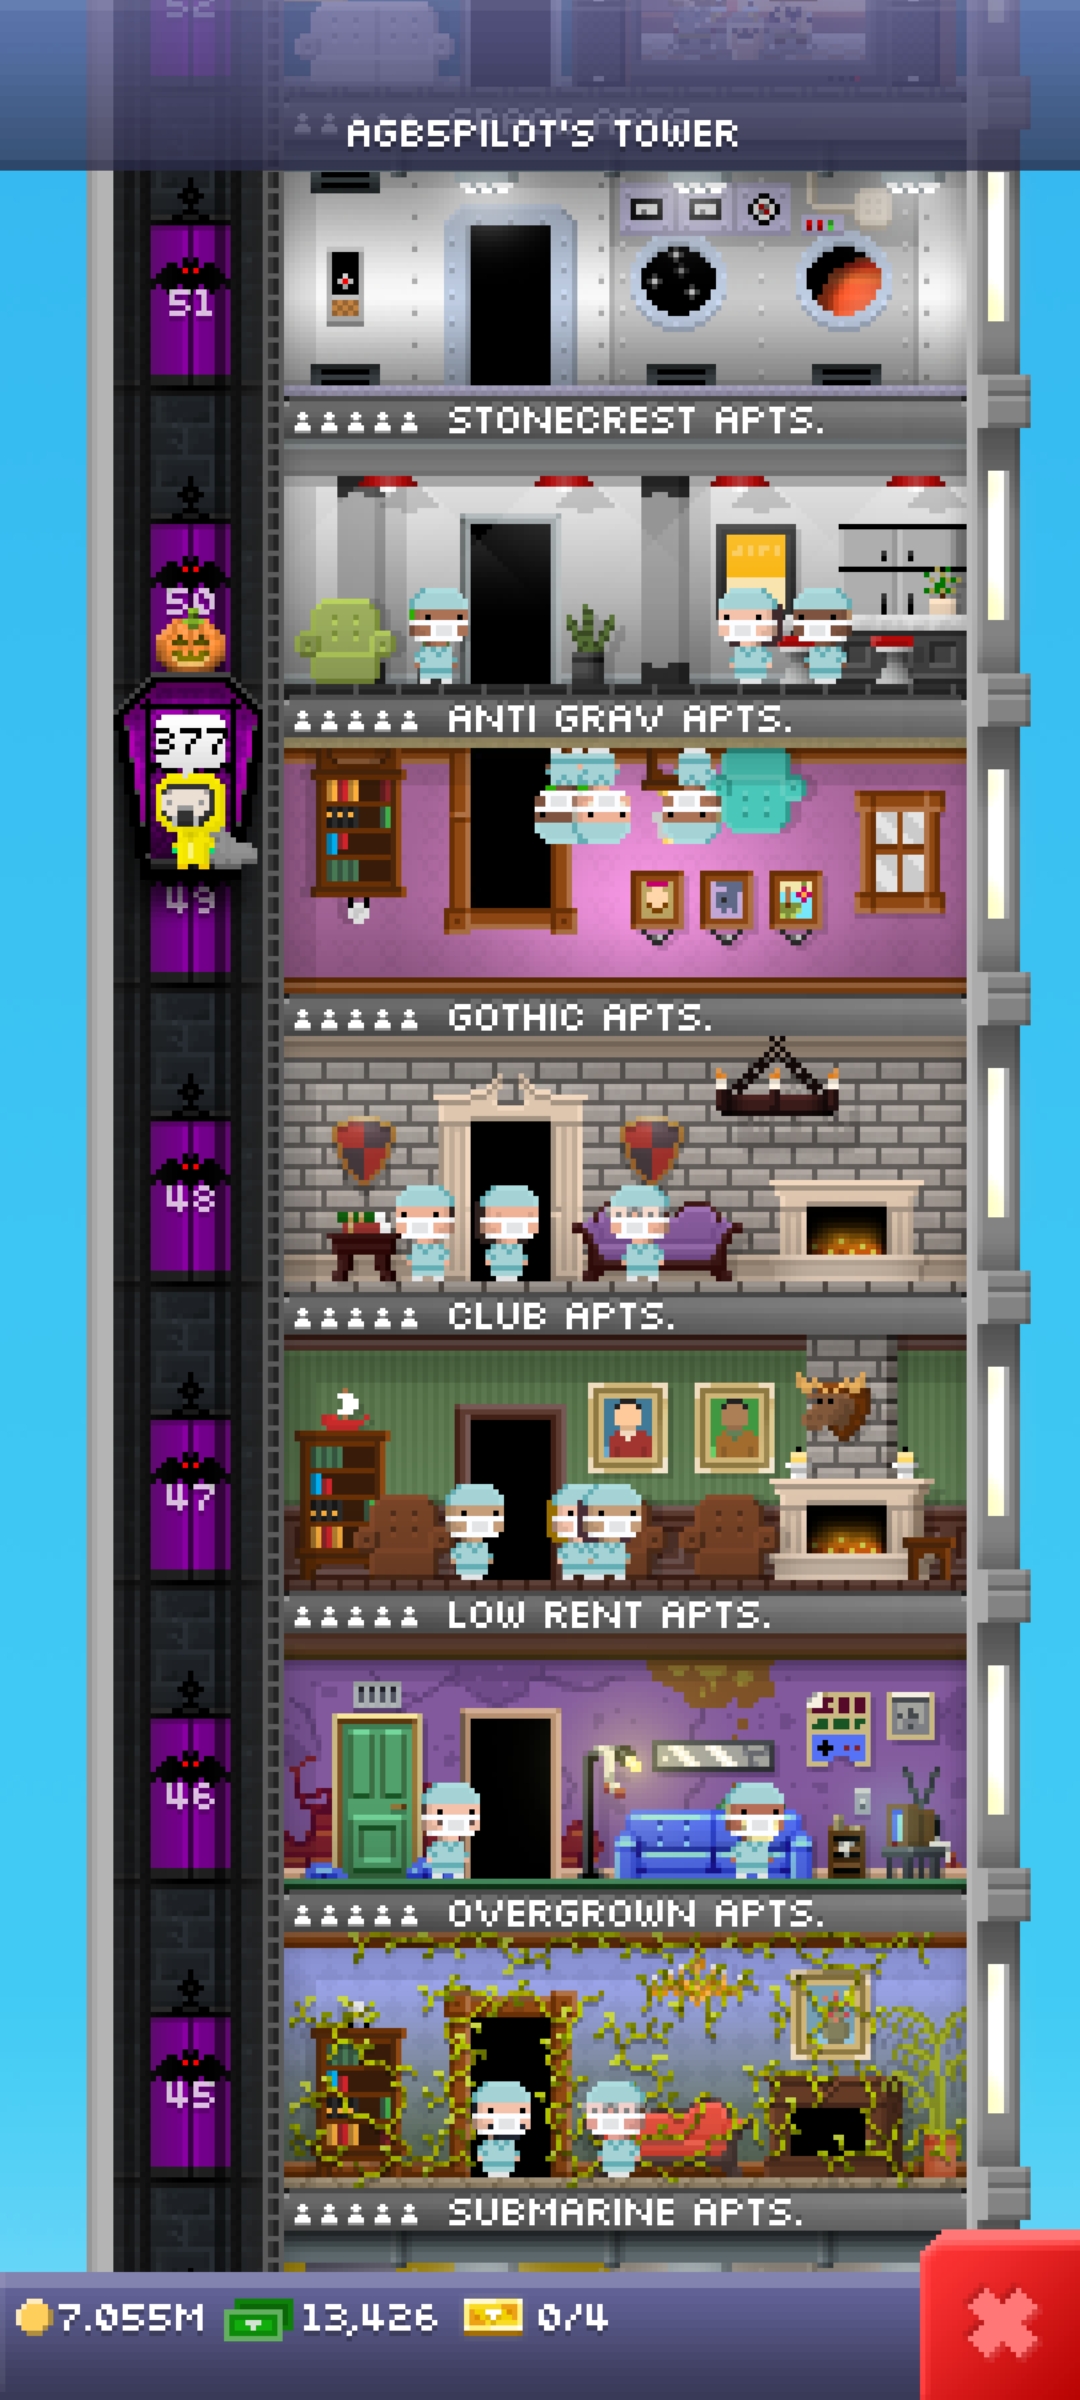 52
AGB5PILOT'S TOWER
51
STONECREST APTS.
50
ANTI GRAV APTS.
377
49
GOTHIC APTS.
48
CLUB APTS.
47
LOW RENT APTS.
46
OVERGROWN APTS.
45
SUBMARINE APTS.
7.055M 13,426 0/4